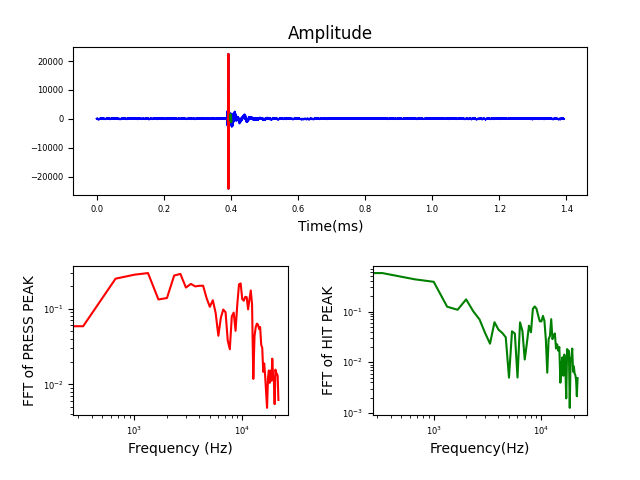 Amplitude
20000
10000
0
−10000
−20000
0.0 0.2 0.4 0.6 0.8 1.0 1.2 1.4
Time(ms)
FFT of PRESS PEAK
10⁻¹
10⁻²
10³ 10⁴
Frequency (Hz)
FFT of HIT PEAK
10⁻¹
10⁻²
10⁻³
10³ 10⁴
Frequency(Hz)